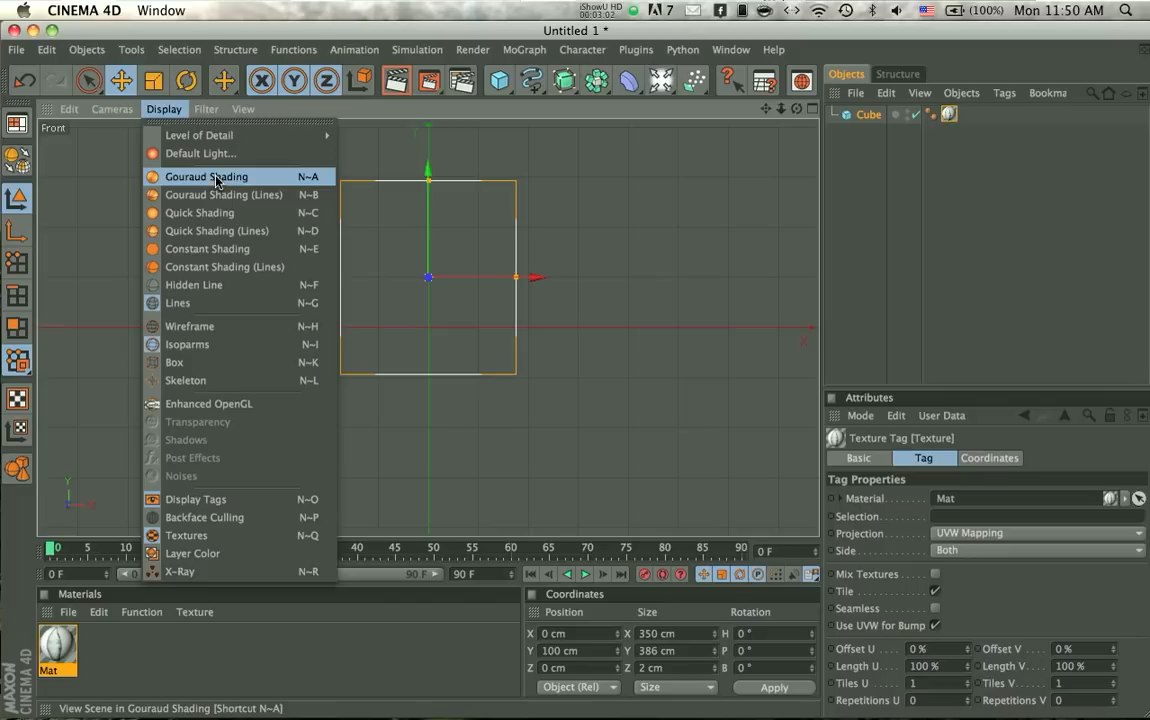 CINEMA 4D Window
iShowU HD
00:03:02
7
(100%)
Mon 11:50 AM
Untitled 1 *
File Edit Objects Tools Selection Structure Functions Animation Simulation Render MoGraph Character Plugins Python Window Help
Objects Structure
File Edit View Objects Tags Bookma
Cube
Edit Cameras Display Filter View
Front
Level of Detail
Default Light...
Gouraud Shading N~A
Gouraud Shading (Lines) N~B
Quick Shading N~C
Quick Shading (Lines) N~D
Constant Shading N~E
Constant Shading (Lines)
Hidden Line N~F
Lines N~G
Wireframe N~H
Isoparms N~I
Box N~K
Skeleton N~L
Enhanced OpenGL
Transparency
Shadows
Post Effects
Noises
Display Tags N~O
Backface Culling N~P
Textures N~Q
Layer Color
X-Ray N~R
Y
X
Y
Attributes
Mode Edit User Data
Texture Tag [Texture]
Basic Tag Coordinates
Tag Properties
Material Mat
Selection
Projection UVW Mapping
Side Both
Mix Textures
Tile
Seamless
Use UVW for Bump
Offset U 0 % Offset V 0 %
Length U 100 % Length V 100 %
Tiles U 1 Tiles V 1
Repetitions U 0 Repetitions V 0
0 5 10 40 45 50 55 60 65 70 75 80 85 90 0 F
0 F 0 90 F 90 F
Materials
File Edit Function Texture
Mat
Coordinates
Position Size Rotation
X 0 cm X 350 cm H 0 °
Y 100 cm Y 386 cm P 0 °
Z 0 cm Z 2 cm B 0 °
Object (Rel) Size Apply
MAXON
CINEMA 4D
View Scene in Gouraud Shading [Shortcut N~A]